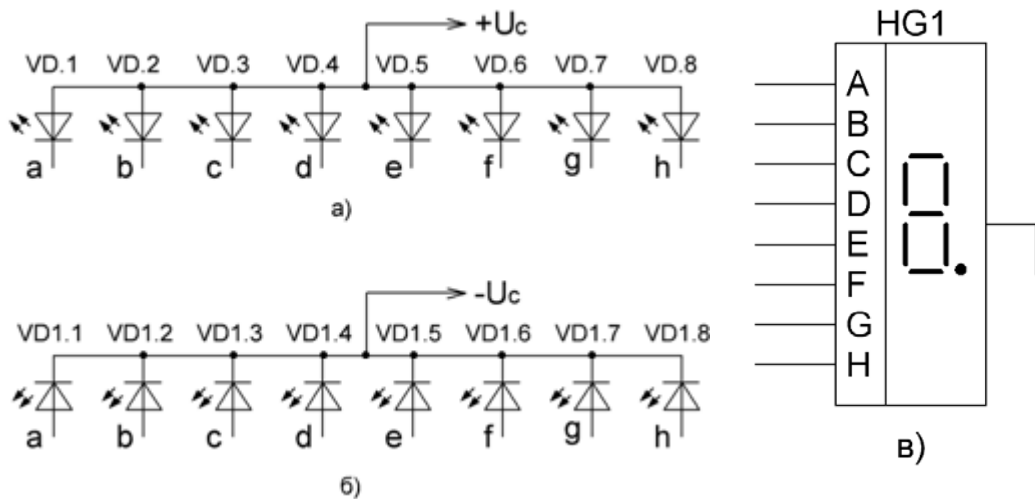 +Uc
VD.1 VD.2 VD.3 VD.4 VD.5 VD.6 VD.7 VD.8
a b c d e f g h
а)
-Uc
VD1.1 VD1.2 VD1.3 VD1.4 VD1.5 VD1.6 VD1.7 VD1.8
a b c d e f g h
б)
HG1
A
B
C
D
E
F
G
H
в)